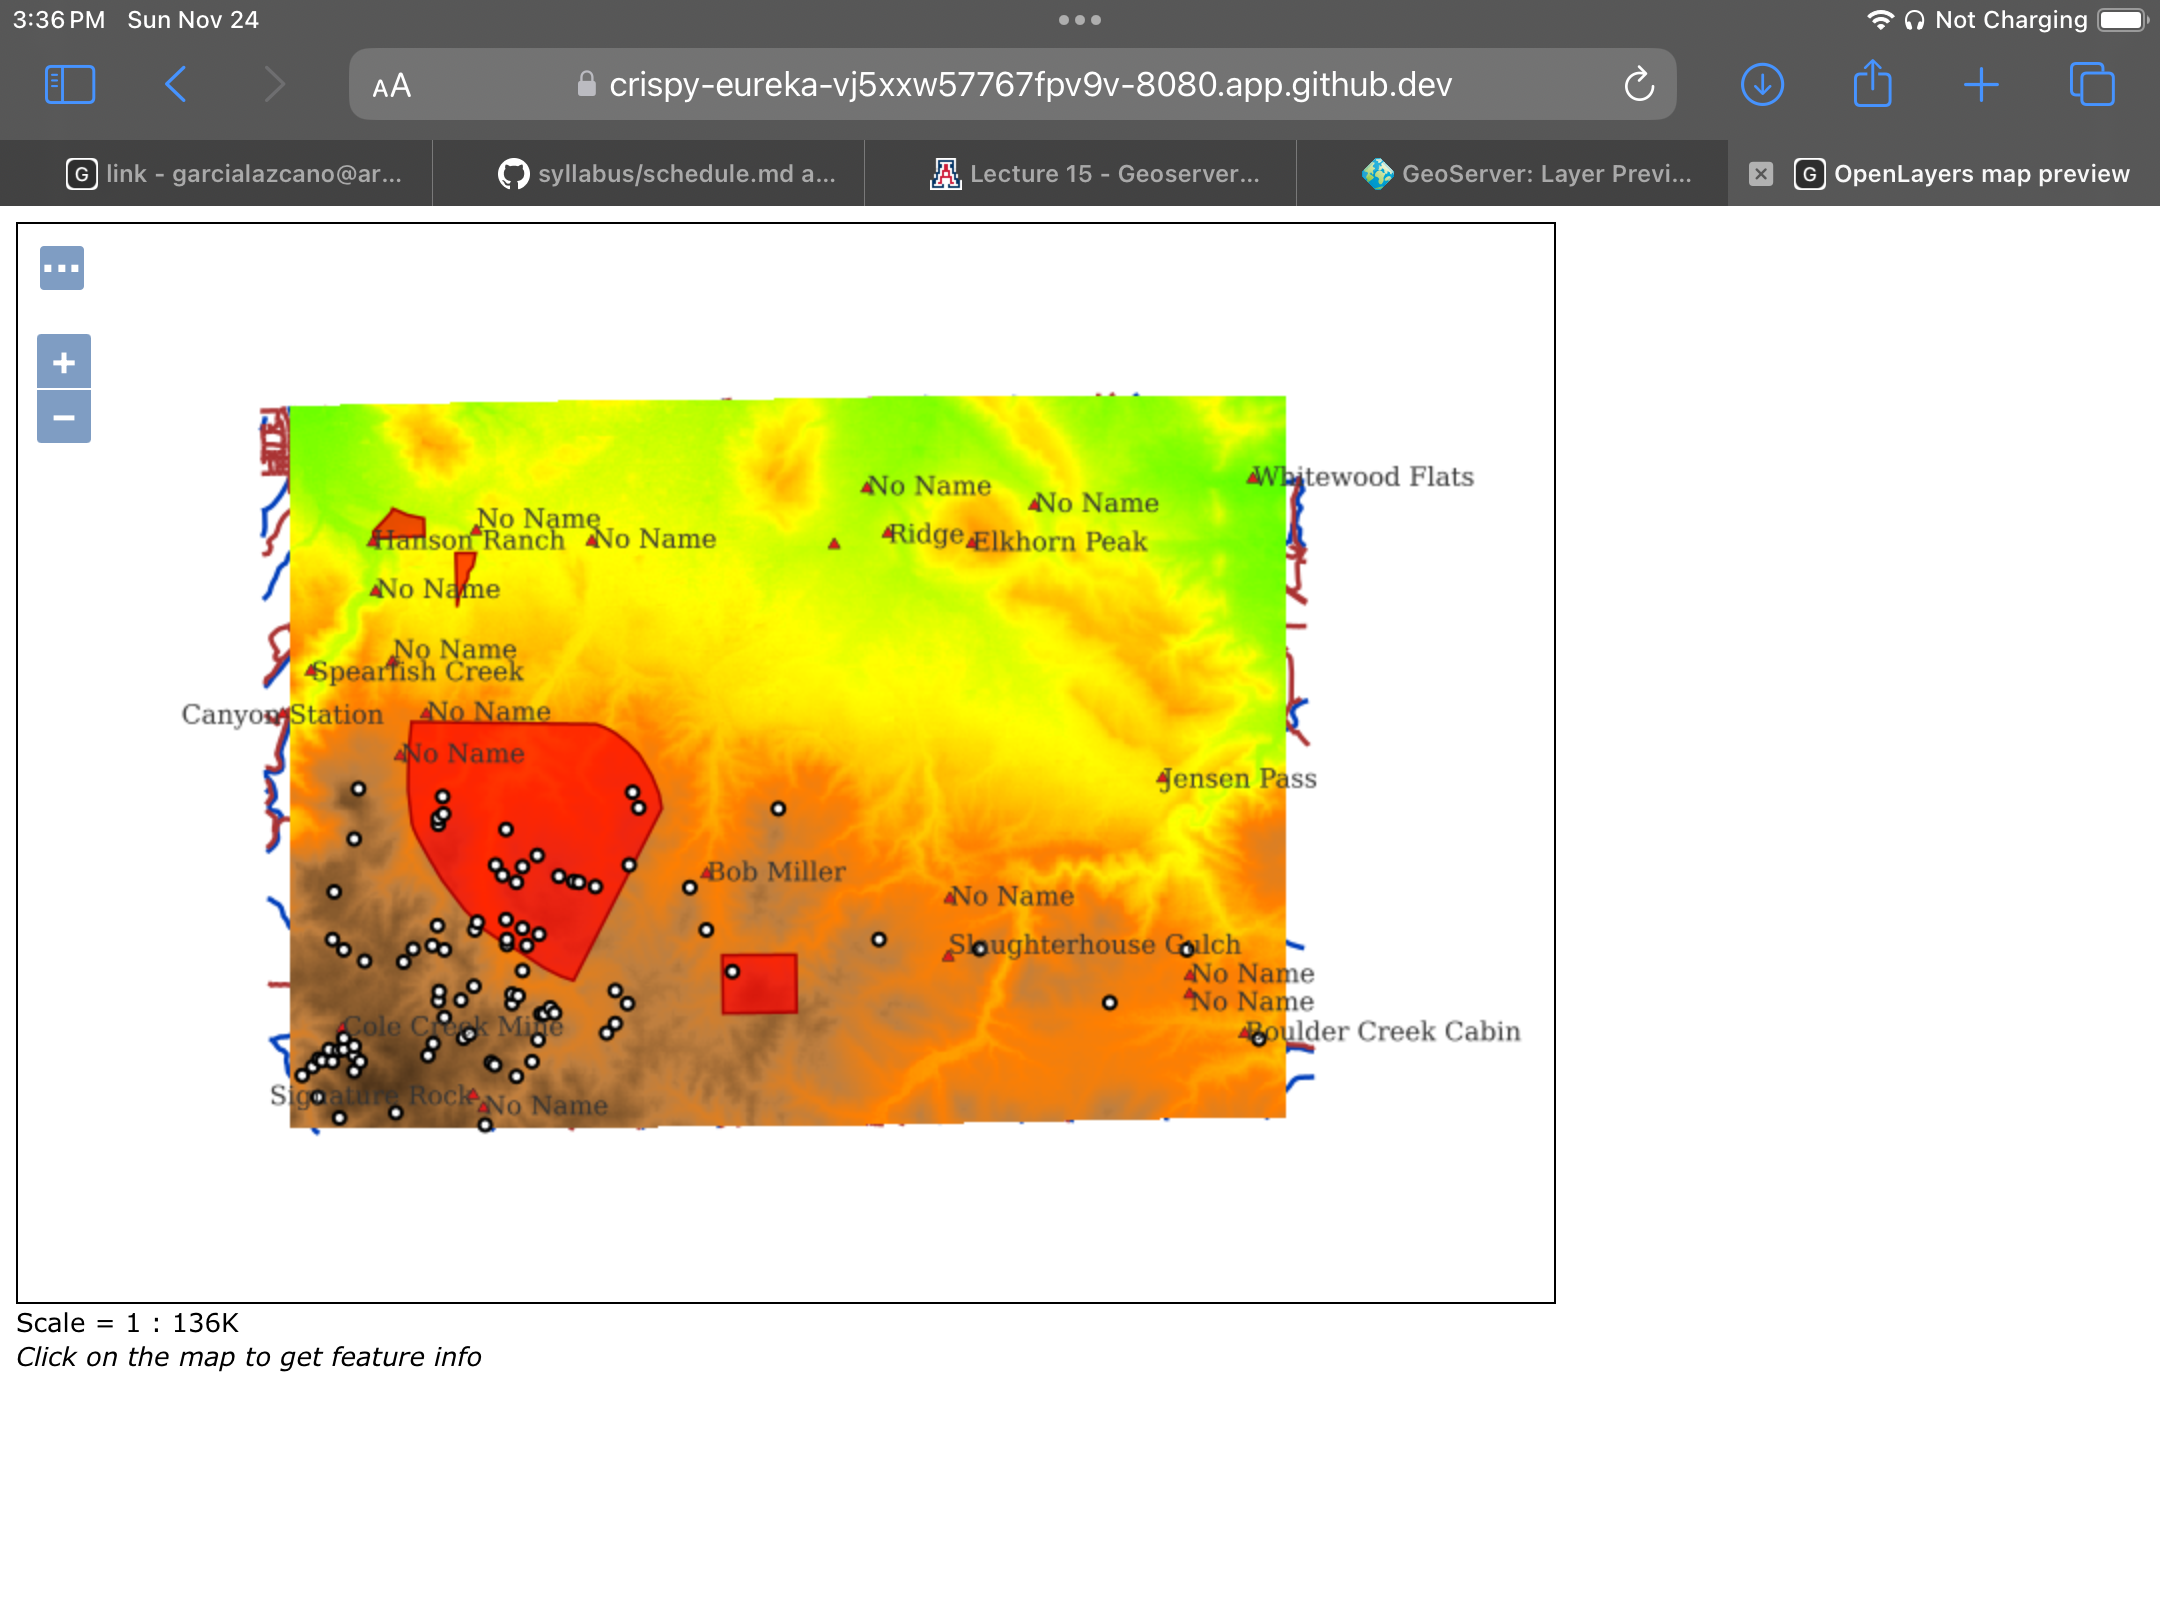 3:36 PM Sun Nov 24
Not Charging
AA
crispy-eureka-vj5xxw57767fpv9v-8080.app.github.dev
G link - garcialazcano@ar...
syllabus/schedule.md a...
A Lecture 15 - Geoserver...
GeoServer: Layer Previ...
G OpenLayers map preview
+
−
Whitewood Flats
No Name
No Name
No Name
Hanson Ranch
No Name
Ridge
Elkhorn Peak
No Name
No Name
Spearfish Creek
Canyon Station
No Name
No Name
Jensen Pass
Bob Miller
No Name
Slaughterhouse Gulch
No Name
No Name
Cole Creek Mine
Boulder Creek Cabin
Signature Rock
No Name
Scale = 1 : 136K
Click on the map to get feature info